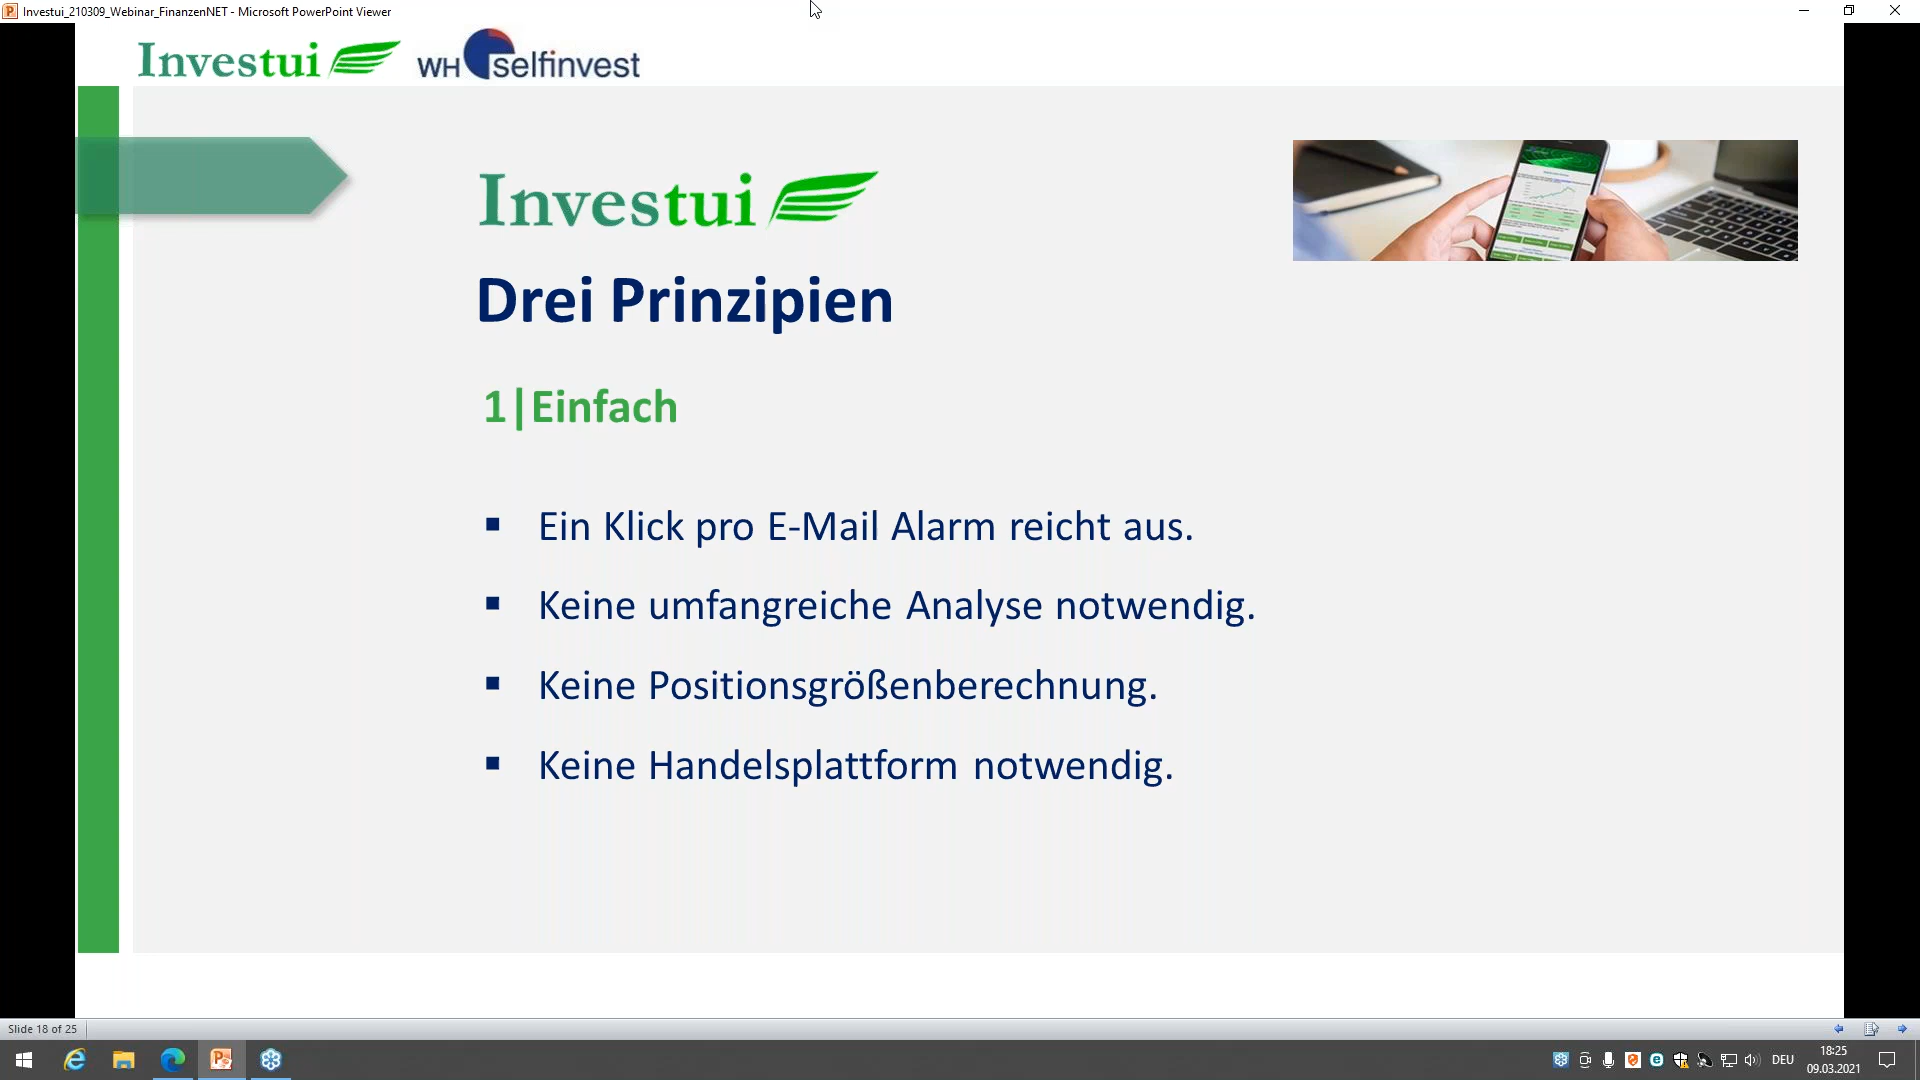 Investui_210309_Webinar_FinanzenNET - Microsoft PowerPoint Viewer
Investui WH selfinvest
Investui
Drei Prinzipien
1|Einfach
Ein Klick pro E-Mail Alarm reicht aus.
Keine umfangreiche Analyse notwendig.
Keine Positionsgrößenberechnung.
Keine Handelsplattform notwendig.
Slide 18 of 25
DEU
18:25
09.03.2021